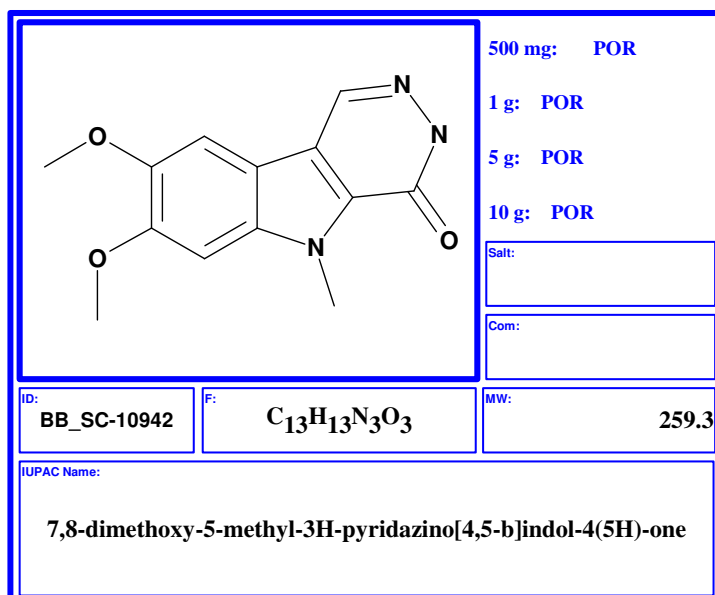 N
N
O
O
N
O
500 mg: POR
1 g: POR
5 g: POR
10 g: POR
Salt:
Com:
ID:
BB_SC-10942
F:
C13H13N3O3
MW:
259.3
IUPAC Name:
7,8-dimethoxy-5-methyl-3H-pyridazino[4,5-b]indol-4(5H)-one